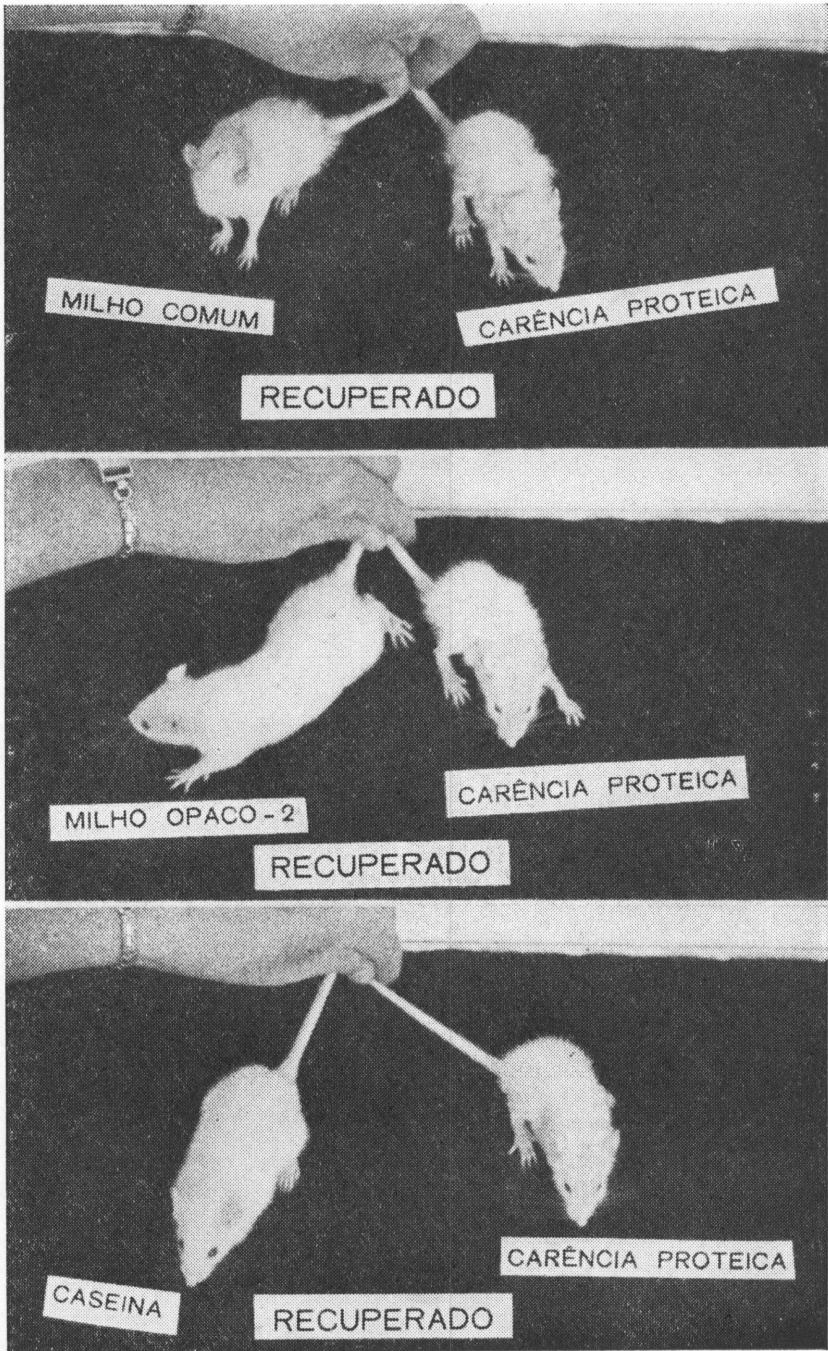 MILHO COMUM
CARÊNCIA PROTEICA
RECUPERADO
MILHO OPACO-2
CARÊNCIA PROTEICA
RECUPERADO
CASEINA
CARÊNCIA PROTEICA
RECUPERADO